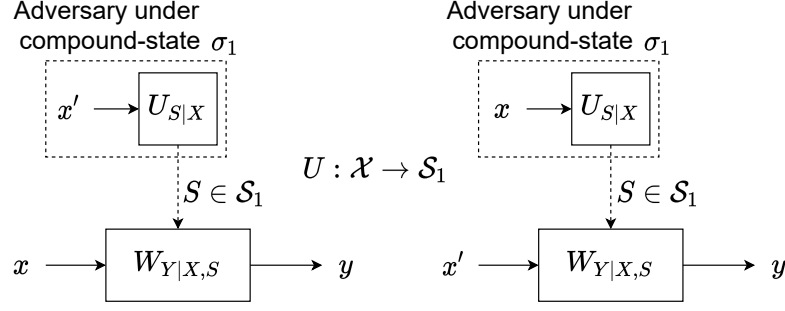 Adversary under
compound-state σ₁
x′
U_{S|X}
S ∈ 𝒮₁
x
W_{Y|X,S}
y
U : 𝒳 → 𝒮₁
Adversary under
compound-state σ₁
x
U_{S|X}
S ∈ 𝒮₁
x′
W_{Y|X,S}
y